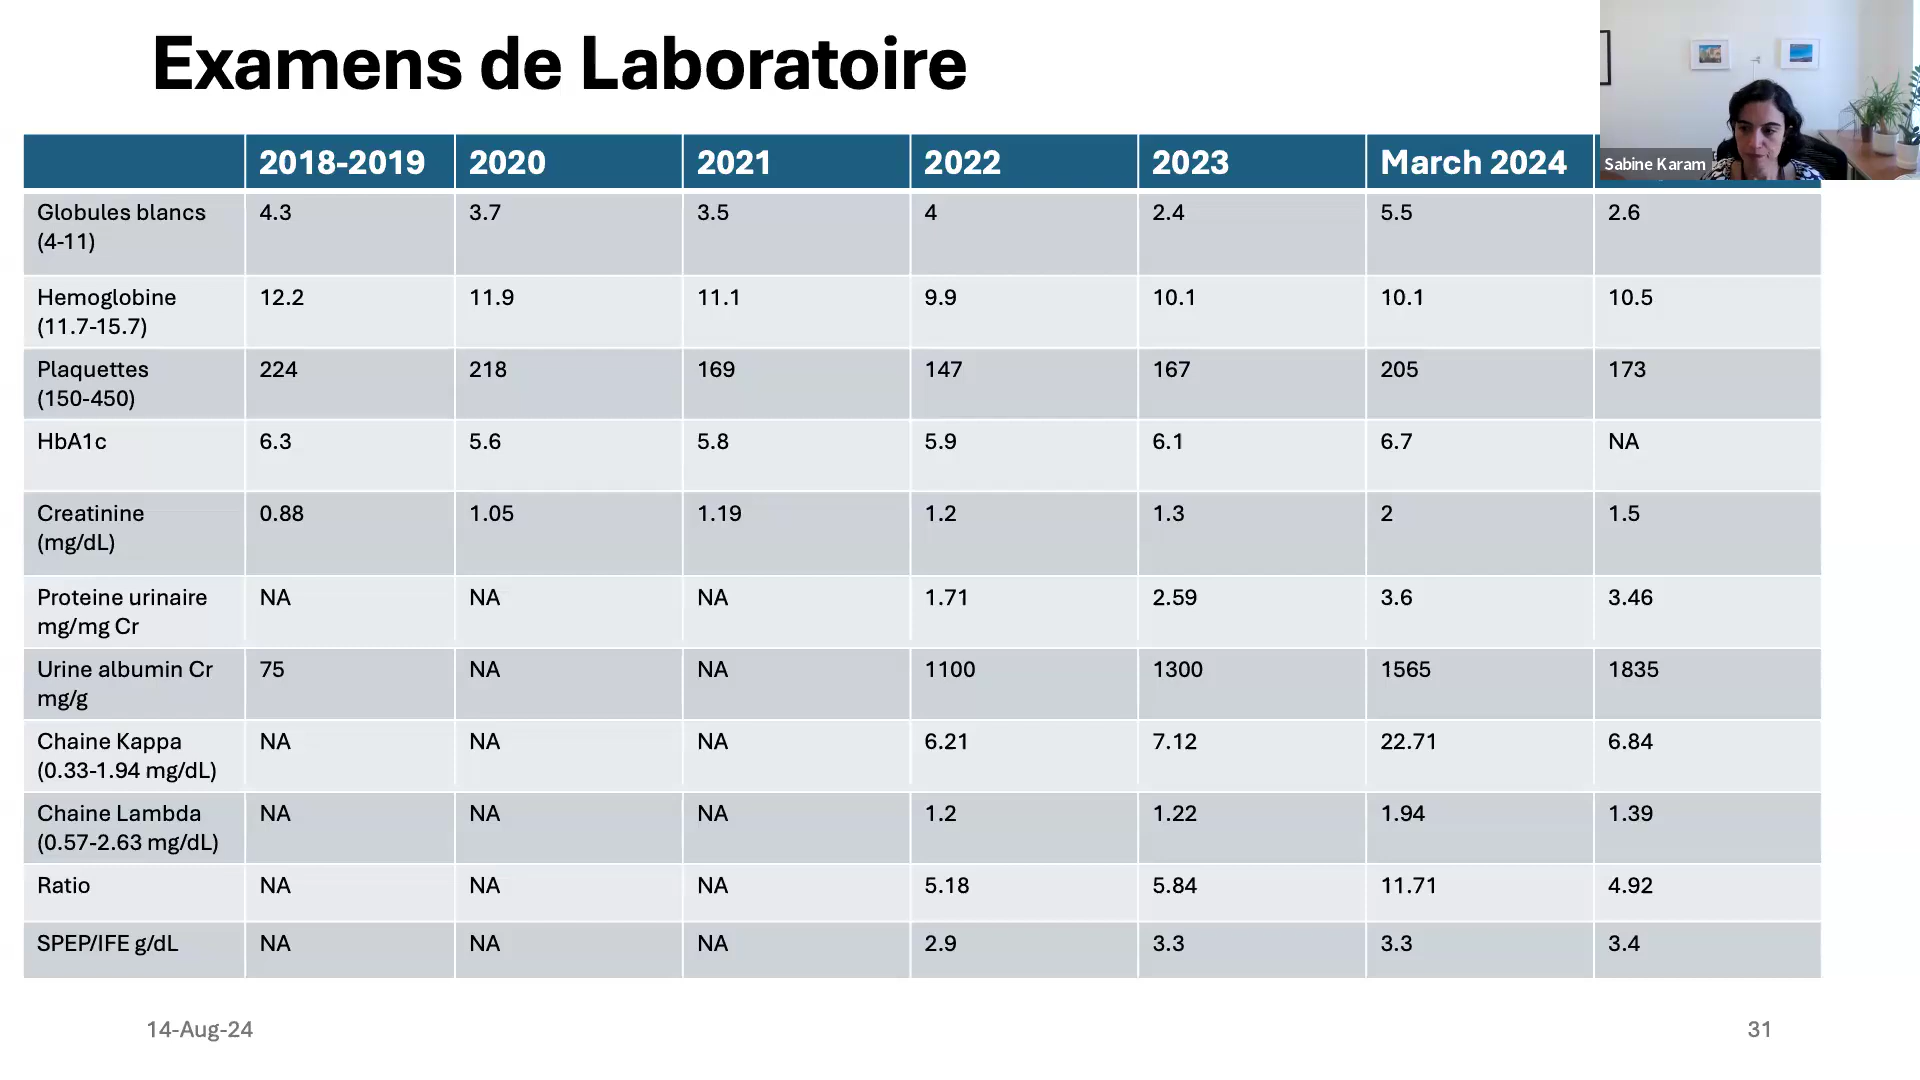 Examens de Laboratoire
Sabine Karam
2018-2019 2020 2021 2022 2023 March 2024
Globules blancs 4.3 3.7 3.5 4 2.4 5.5 2.6
(4-11)
Hemoglobine 12.2 11.9 11.1 9.9 10.1 10.1 10.5
(11.7-15.7)
Plaquettes 224 218 169 147 167 205 173
(150-450)
HbA1c 6.3 5.6 5.8 5.9 6.1 6.7 NA
Creatinine 0.88 1.05 1.19 1.2 1.3 2 1.5
(mg/dL)
Proteine urinaire NA NA NA 1.71 2.59 3.6 3.46
mg/mg Cr
Urine albumin Cr 75 NA NA 1100 1300 1565 1835
mg/g
Chaine Kappa NA NA NA 6.21 7.12 22.71 6.84
(0.33-1.94 mg/dL)
Chaine Lambda NA NA NA 1.2 1.22 1.94 1.39
(0.57-2.63 mg/dL)
Ratio NA NA NA 5.18 5.84 11.71 4.92
SPEP/IFE g/dL NA NA NA 2.9 3.3 3.3 3.4
14-Aug-24 31